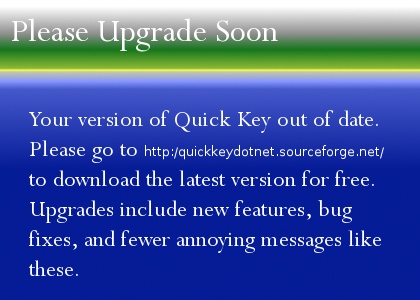 Please Upgrade Soon
Your version of Quick Key out of date.
Please go to http:/quickkeydotnet.sourceforge.net/
to download the latest version for free.
Upgrades include new features, bug
fixes, and fewer annoying messages like
these.